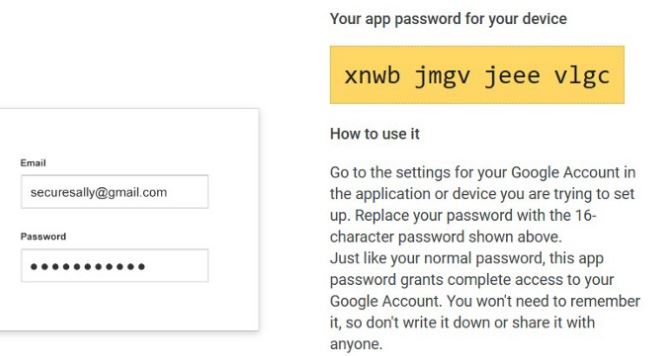 Your app password for your device
xnwb jmgv jeee vlgc
How to use it
Go to the settings for your Google Account in
the application or device you are trying to set
up. Replace your password with the 16-
character password shown above.
Just like your normal password, this app
password grants complete access to your
Google Account. You won't need to remember
it, so don't write it down or share it with
anyone.
Email
securesally@gmail.com
Password
●●●●●●●●●●●